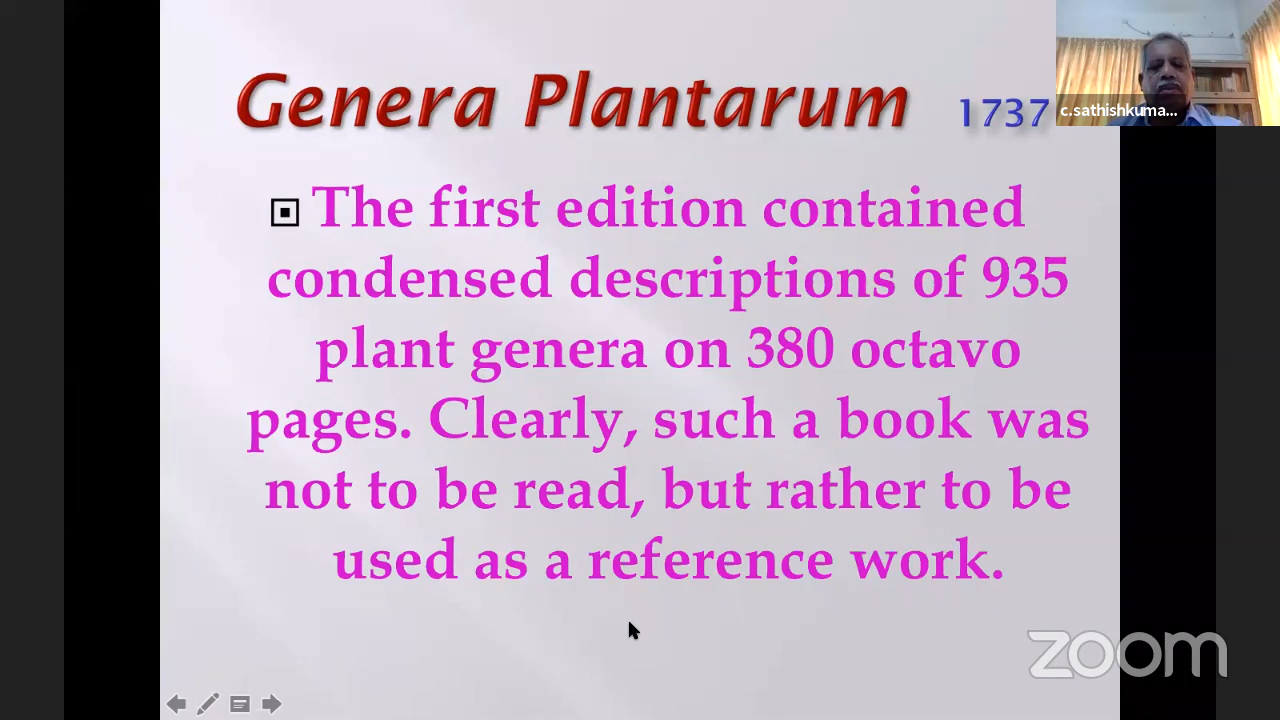 Genera Plantarum 1737
c.sathishkuma...
The first edition contained
condensed descriptions of 935
plant genera on 380 octavo
pages. Clearly, such a book was
not to be read, but rather to be
used as a reference work.
zoom